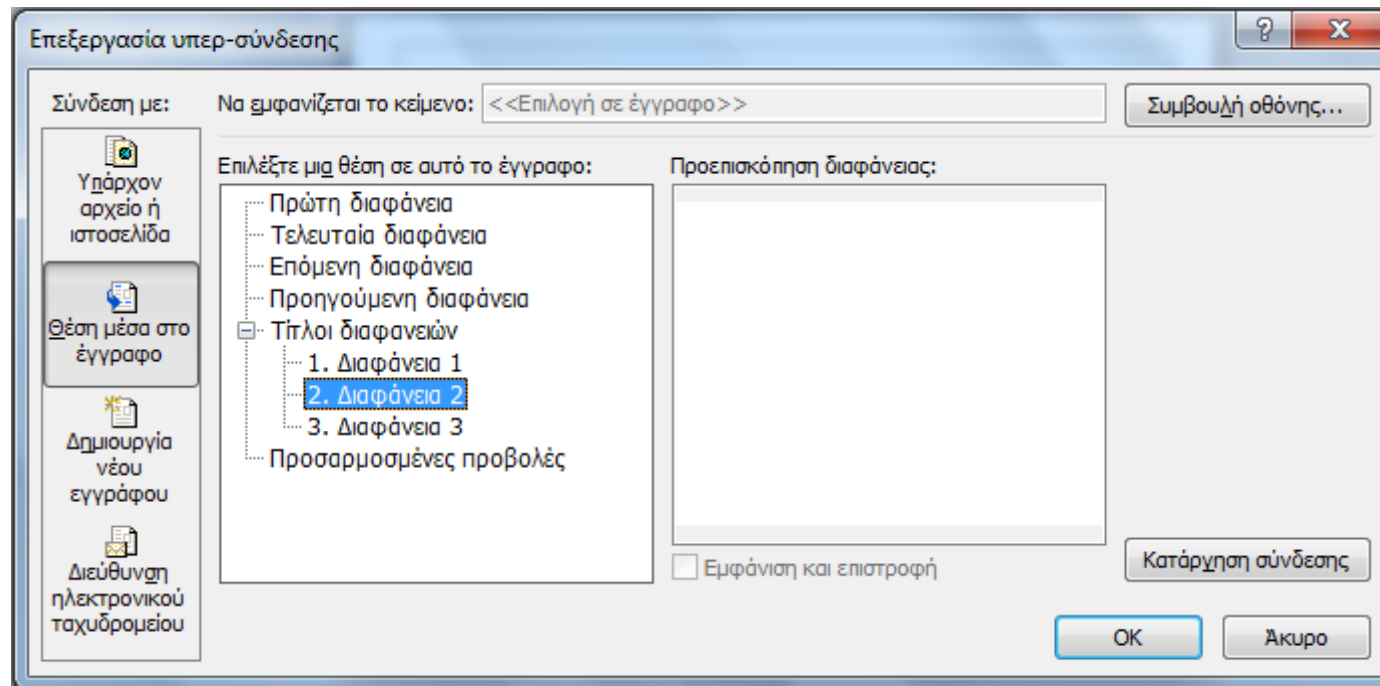 Επεξεργασία υπερ-σύνδεσης
Σύνδεση με:
Να εμφανίζεται το κείμενο: <<Επιλογή σε έγγραφο>>
Συμβουλή οθόνης...
Υπάρχον
αρχείο ή
ιστοσελίδα
Θέση μέσα στο
έγγραφο
Δημιουργία
νέου
εγγράφου
Διεύθυνση
ηλεκτρονικού
ταχυδρομείου
Επιλέξτε μια θέση σε αυτό το έγγραφο:
Πρώτη διαφάνεια
Τελευταία διαφάνεια
Επόμενη διαφάνεια
Προηγούμενη διαφάνεια
Τίτλοι διαφανειών
1. Διαφάνεια 1
2. Διαφάνεια 2
3. Διαφάνεια 3
Προσαρμοσμένες προβολές
Προεπισκόπηση διαφάνειας:
Εμφάνιση και επιστροφή
Κατάργηση σύνδεσης
OK
Άκυρο